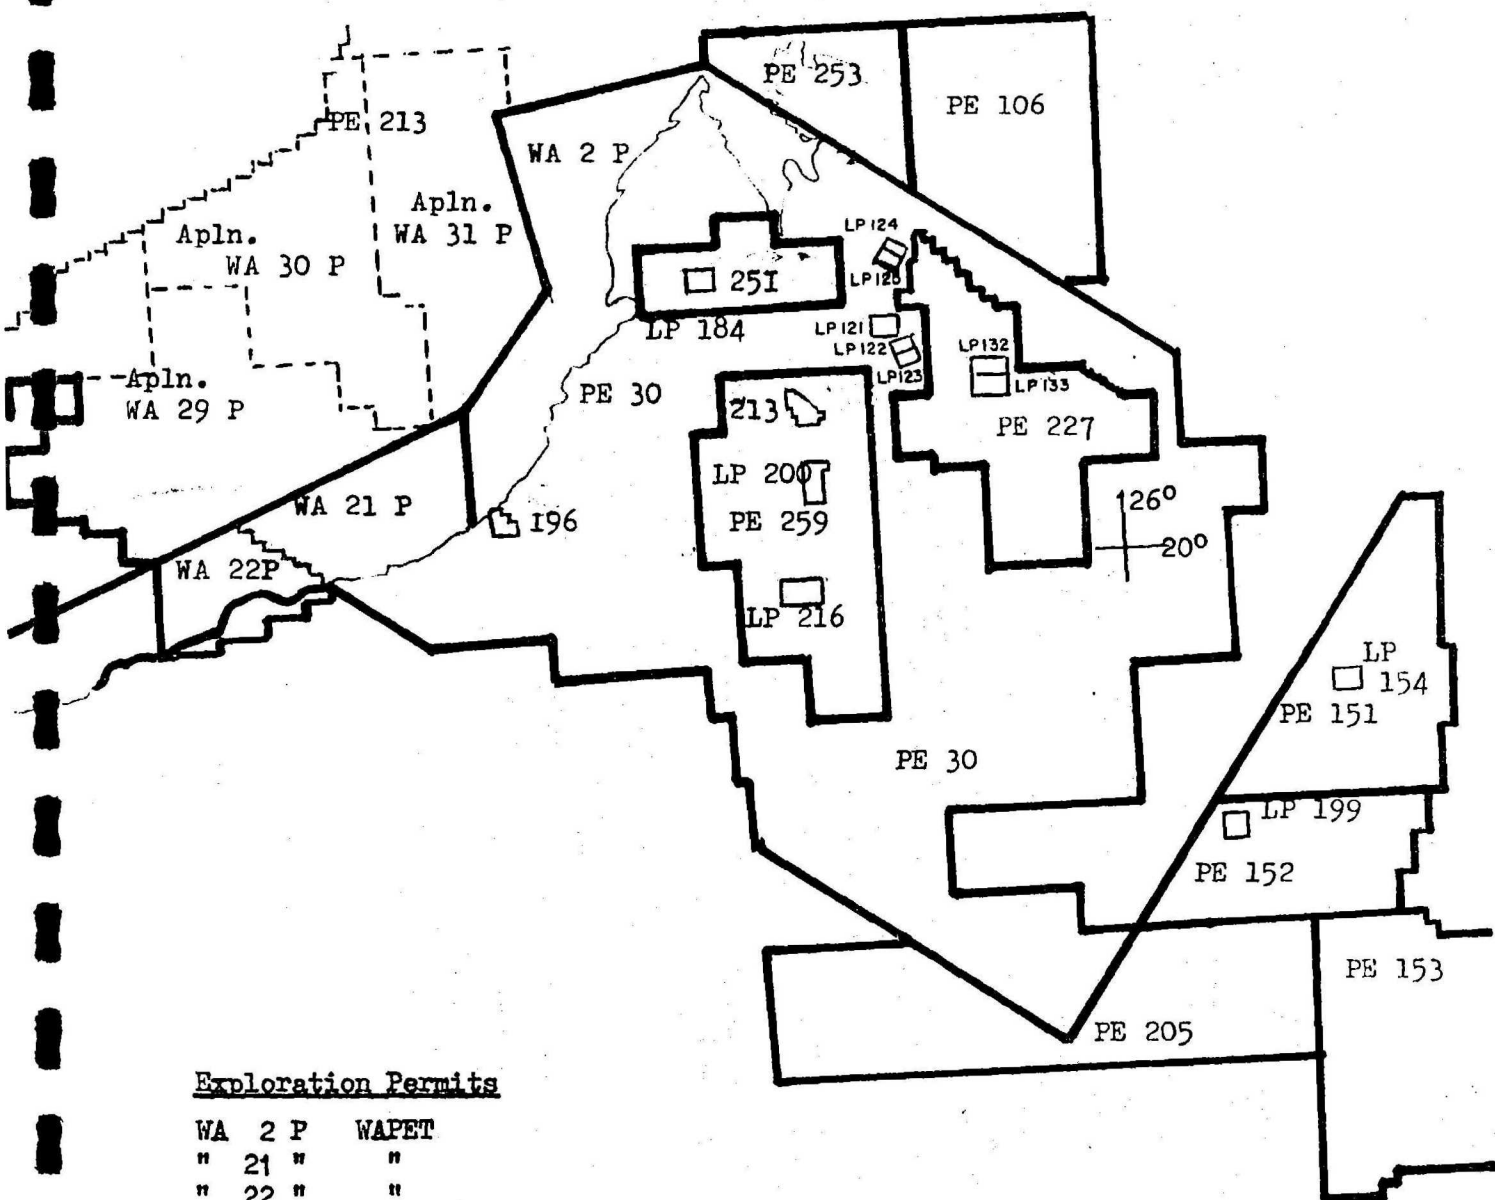 PE 253
PE 106
PE 213
WA 2 P
Apln.
WA 31 P
Apln.
WA 30 P
LP 124
LP 125
251
LP 184
LP 121
LP 122
LP 123
LP 132
LP 133
Apln.
WA 29 P
PE 30
213
PE 227
LP 200
WA 21 P
196
PE 259
126°
20°
WA 22P
LP 216
LP
154
PE 151
PE 30
LP 199
PE 152
PE 153
PE 205
Exploration Permits
WA 2 P WAPET
" 21 " "
" 22 " "